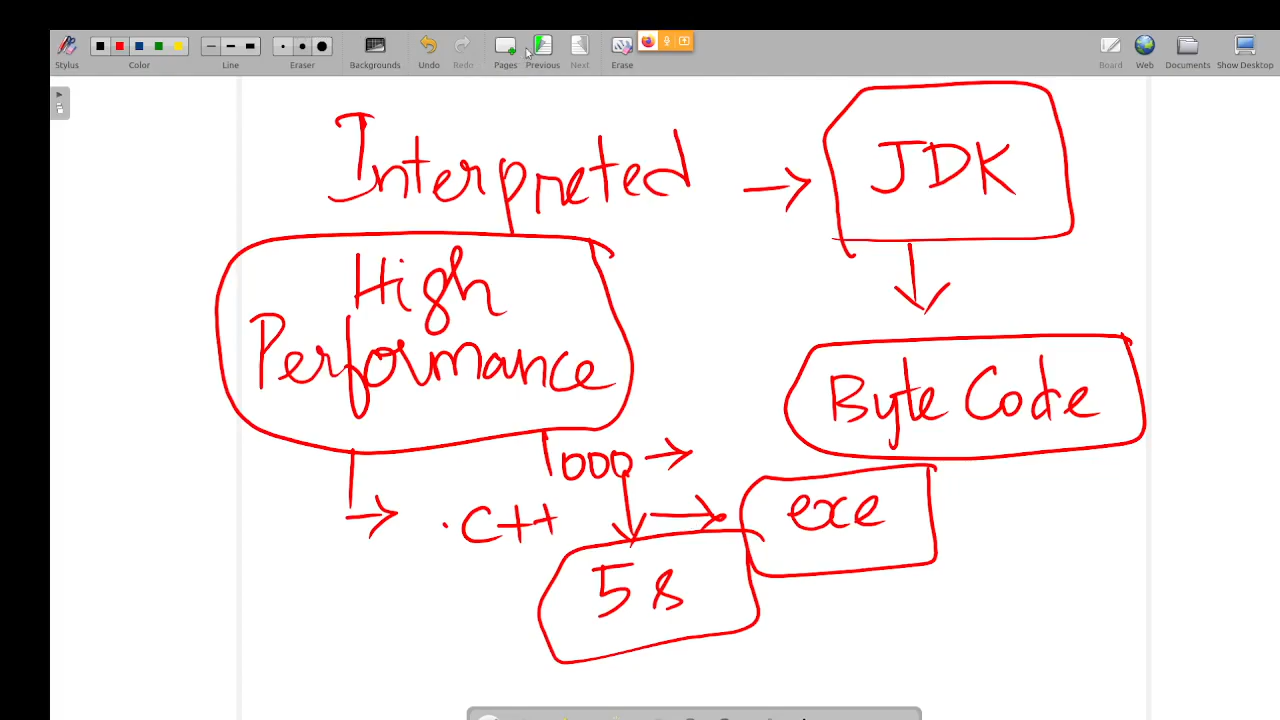 Stylus
Color
Line
Eraser
Backgrounds
Undo
Redo
Pages
Previous
Next
Erase
Board
Web
Documents
Show Desktop
Interpreted → JDK
High
Performance
Byte Code
1000 →
→ .C++ → exe
5s